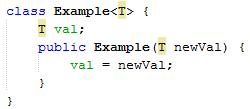 class Example<T> {
    T val;
    public Example(T newVal) {
        val = newVal;
    }
}